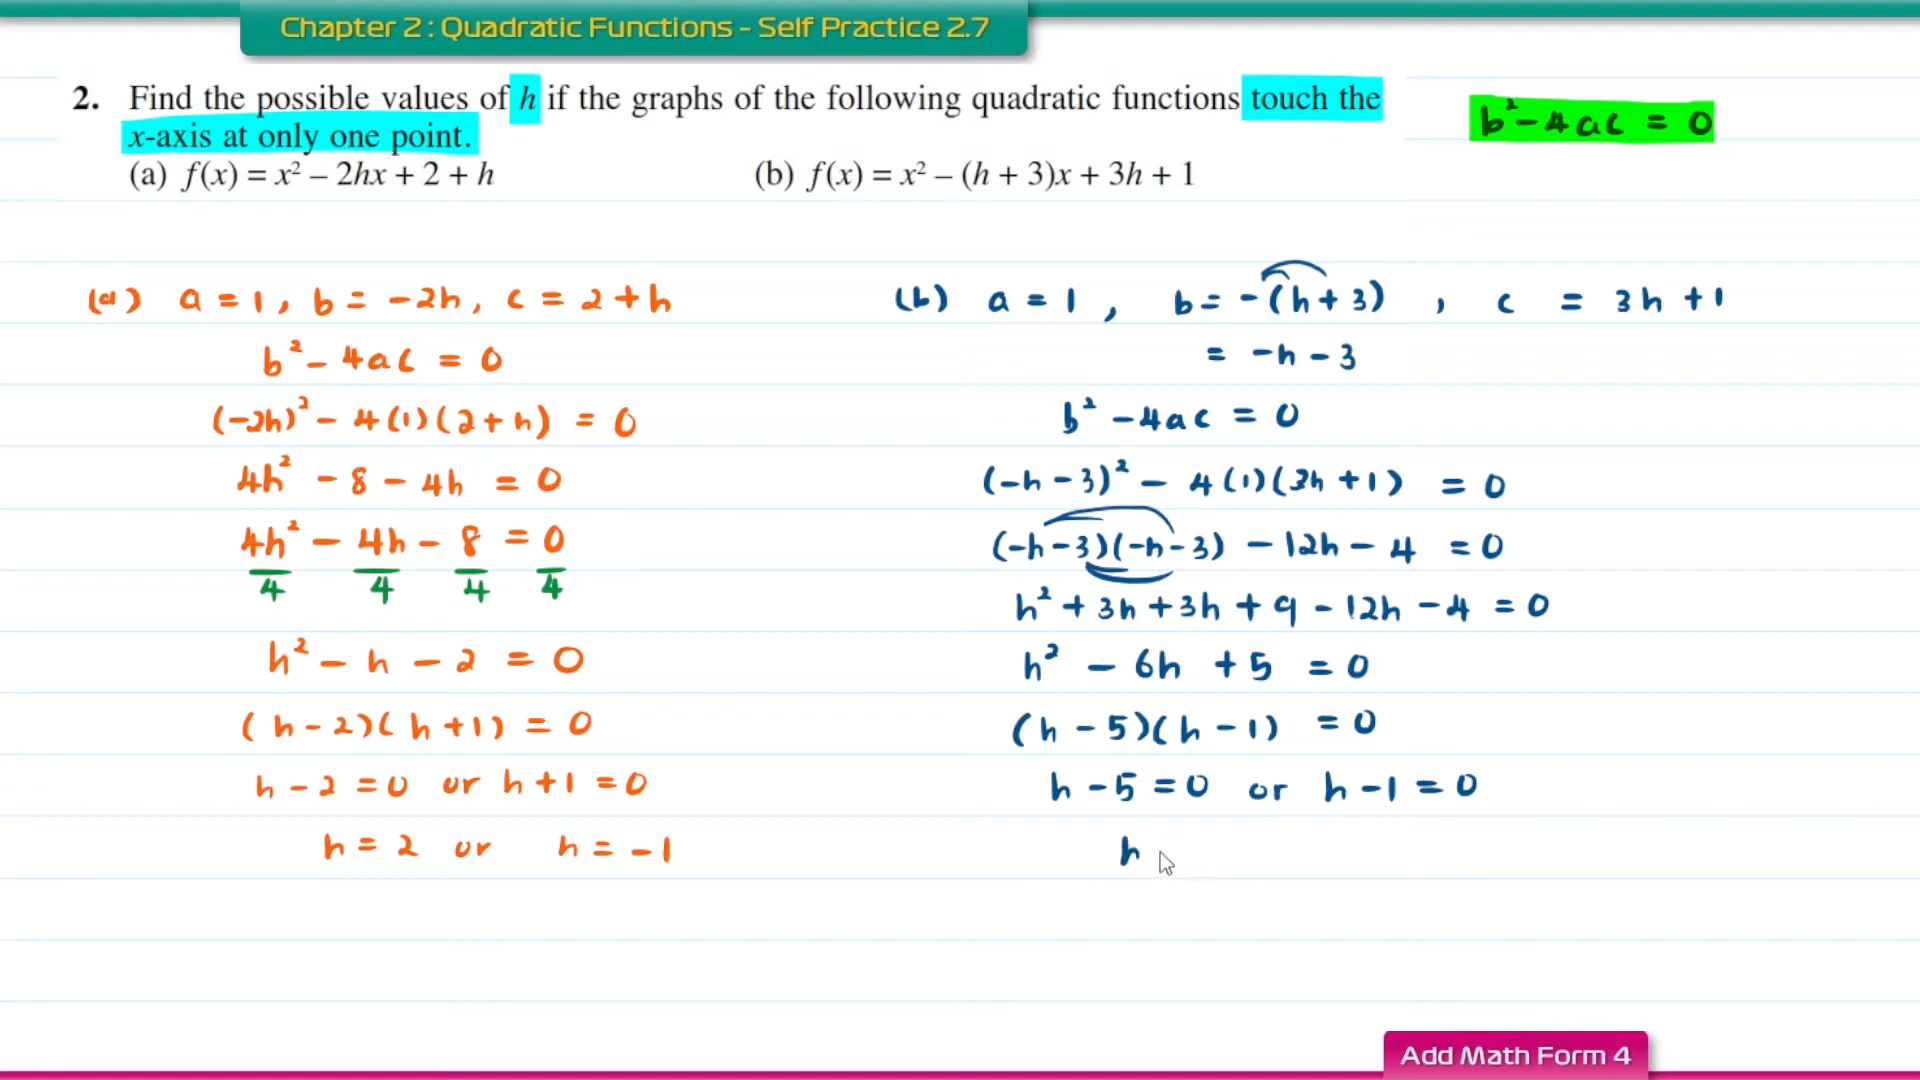 Chapter 2 : Quadratic Functions - Self Practice 2.7
2. Find the possible values of h if the graphs of the following quadratic functions touch the
x-axis at only one point.
b² - 4ac = 0
(a) f(x) = x² – 2hx + 2 + h
(b) f(x) = x² – (h + 3)x + 3h + 1
(a) a = 1, b = -2h, c = 2 + h
b² - 4ac = 0
(-2h)² - 4(1)(2 + h) = 0
4h² - 8 - 4h = 0
4h² - 4h - 8 = 0
4 4 4 4
h² - h - 2 = 0
(h - 2)(h + 1) = 0
h - 2 = 0 or h + 1 = 0
h = 2 or h = -1
(b) a = 1, b = -(h + 3), c = 3h + 1
= -h - 3
b² - 4ac = 0
(-h - 3)² - 4(1)(3h + 1) = 0
(-h - 3)(-h - 3) - 12h - 4 = 0
h² + 3h + 3h + 9 - 12h - 4 = 0
h² - 6h + 5 = 0
(h - 5)(h - 1) = 0
h - 5 = 0 or h - 1 = 0
h
Add Math Form 4